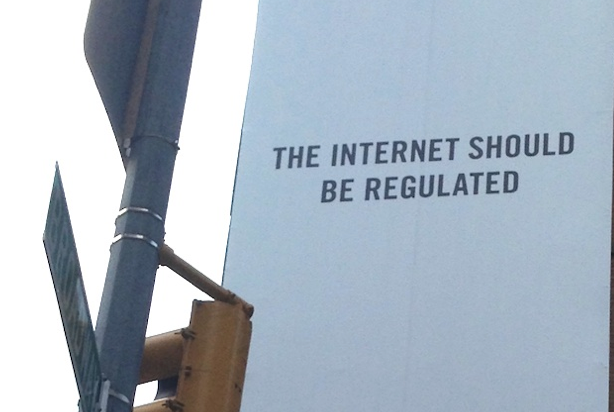 THE INTERNET SHOULD
BE REGULATED